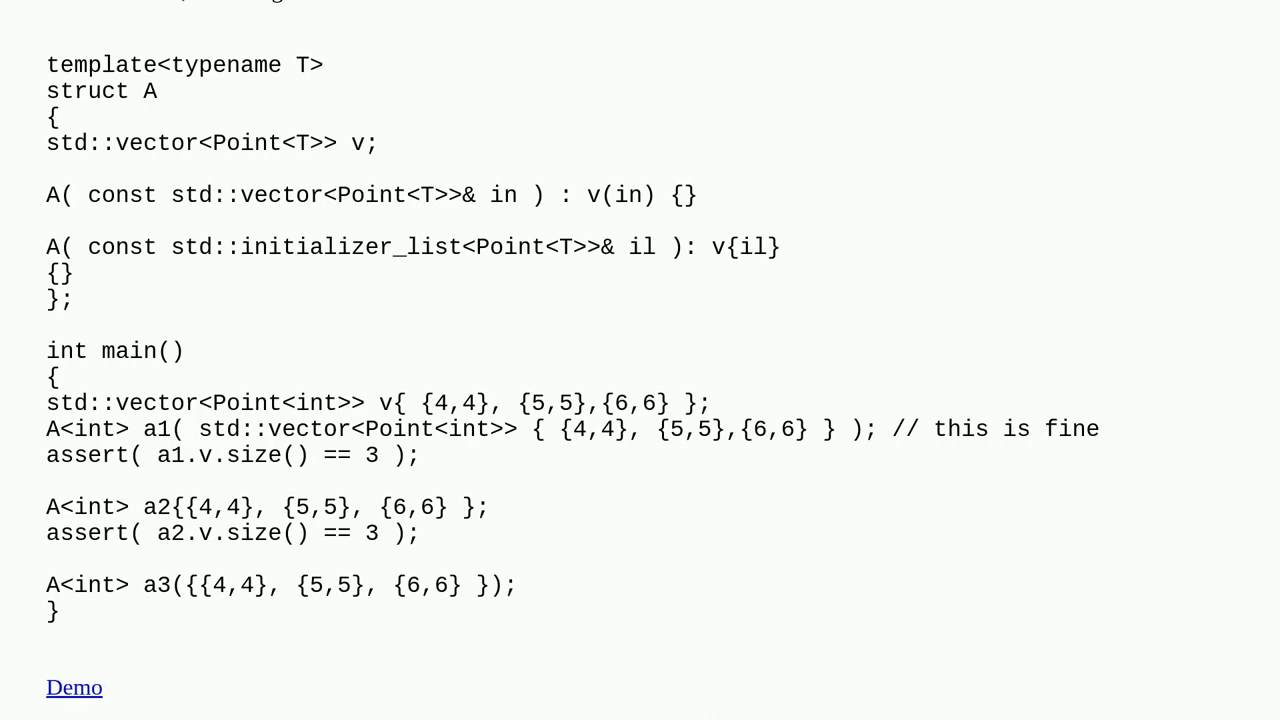 template<typename T>
struct A
{
std::vector<Point<T>> v;
A( const std::vector<Point<T>>& in ) : v(in) {}
A( const std::initializer_list<Point<T>>& il ): v{il}
{}
};
int main()
{
std::vector<Point<int>> v{ {4,4}, {5,5},{6,6} };
A<int> a1( std::vector<Point<int>> { {4,4}, {5,5},{6,6} } ); // this is fine
assert( a1.v.size() == 3 );
A<int> a2{{4,4}, {5,5}, {6,6} };
assert( a2.v.size() == 3 );
A<int> a3({{4,4}, {5,5}, {6,6} });
}
Demo